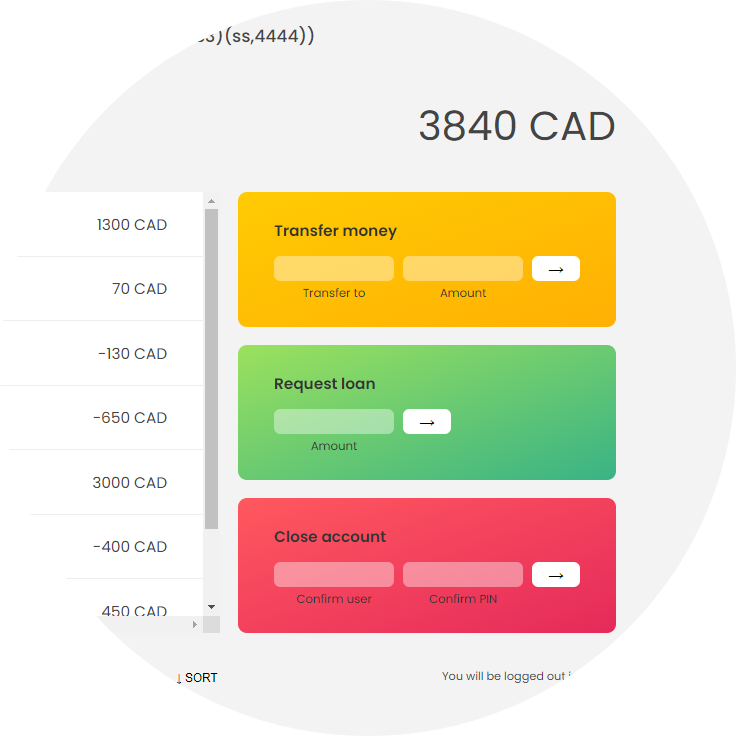 (ss,4444))
3840 CAD
1300 CAD
70 CAD
-130 CAD
-650 CAD
3000 CAD
-400 CAD
450 CAD
Transfer money
→
Transfer to Amount
Request loan
→
Amount
Close account
→
Confirm user Confirm PIN
↓ SORT
You will be logged out